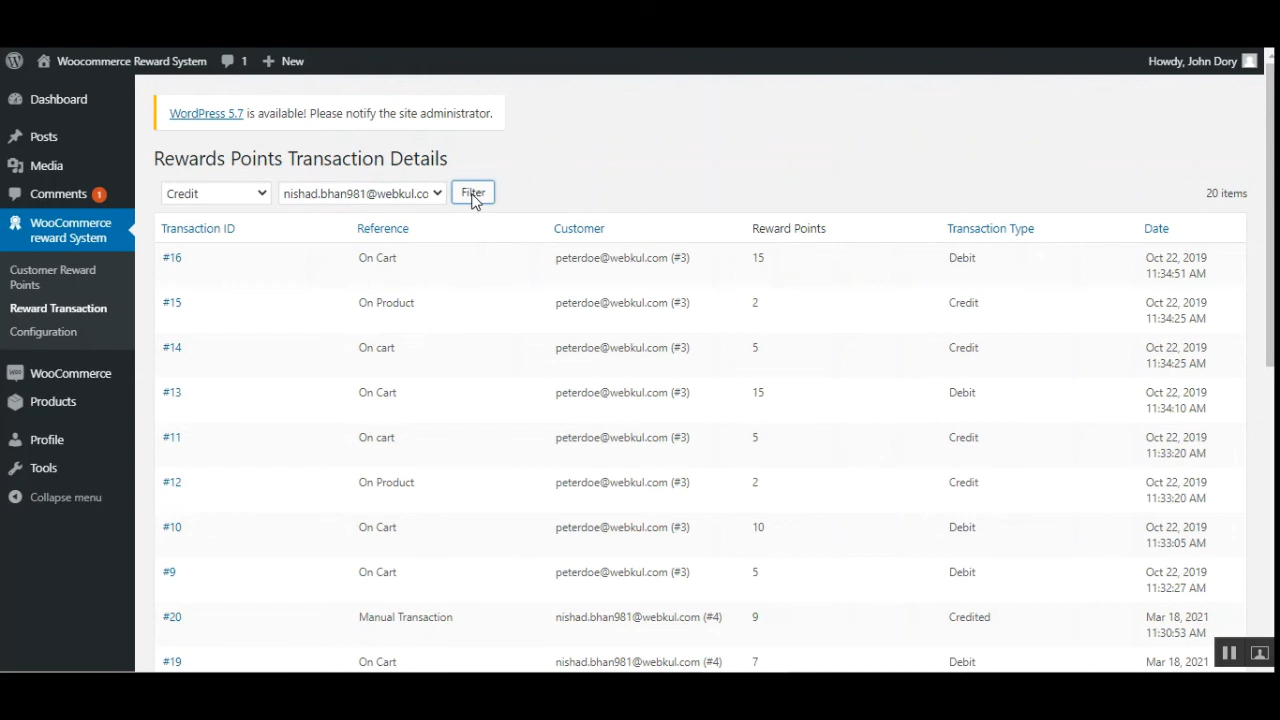 Woocommerce Reward System 1 New Howdy, John Dory
Dashboard
Posts
Media
Comments 1
WooCommerce
reward System
Customer Reward
Points
Reward Transaction
Configuration
WooCommerce
Products
Profile
Tools
Collapse menu
WordPress 5.7 is available! Please notify the site administrator.
Rewards Points Transaction Details
Credit nishad.bhan981@webkul.co Filter 20 items
Transaction ID Reference Customer Reward Points Transaction Type Date
#16 On Cart peterdoe@webkul.com (#3) 15 Debit Oct 22, 2019
11:34:51 AM
#15 On Product peterdoe@webkul.com (#3) 2 Credit Oct 22, 2019
11:34:25 AM
#14 On cart peterdoe@webkul.com (#3) 5 Credit Oct 22, 2019
11:34:25 AM
#13 On Cart peterdoe@webkul.com (#3) 15 Debit Oct 22, 2019
11:34:10 AM
#11 On cart peterdoe@webkul.com (#3) 5 Credit Oct 22, 2019
11:33:20 AM
#12 On Product peterdoe@webkul.com (#3) 2 Credit Oct 22, 2019
11:33:20 AM
#10 On Cart peterdoe@webkul.com (#3) 10 Debit Oct 22, 2019
11:33:05 AM
#9 On Cart peterdoe@webkul.com (#3) 5 Debit Oct 22, 2019
11:32:27 AM
#20 Manual Transaction nishad.bhan981@webkul.com (#4) 9 Credited Mar 18, 2021
11:30:53 AM
#19 On Cart nishad.bhan981@webkul.com (#4) 7 Debit Mar 18, 2021